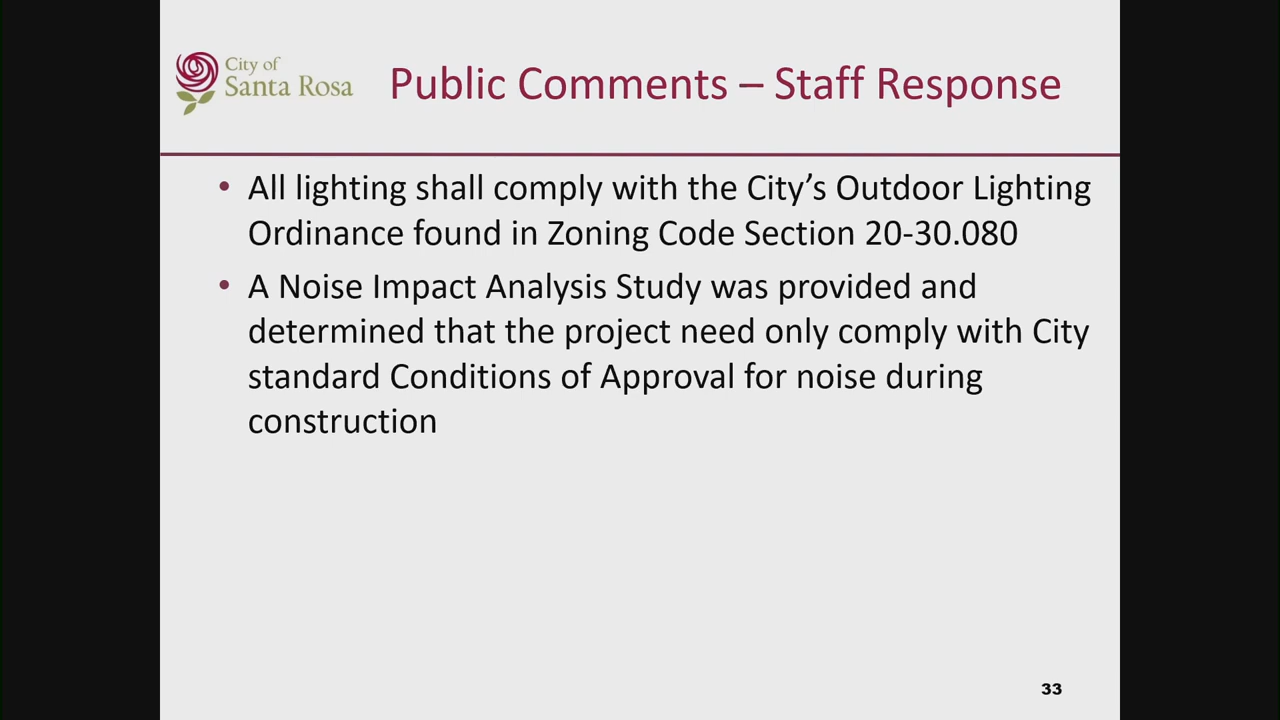 City of
Santa Rosa
Public Comments – Staff Response
• All lighting shall comply with the City’s Outdoor Lighting
Ordinance found in Zoning Code Section 20-30.080
• A Noise Impact Analysis Study was provided and
determined that the project need only comply with City
standard Conditions of Approval for noise during
construction
33